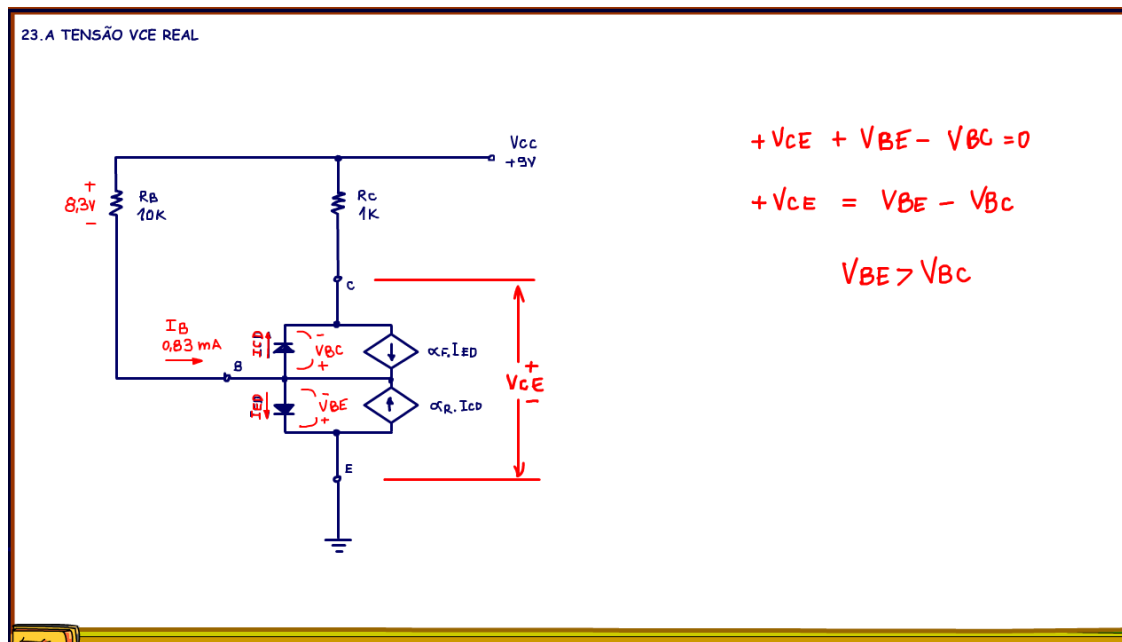 23.A TENSÃO VCE REAL
+VCE + VBE - VBC = 0
VCC
+9V
+
8,3V
-
RB
10K
RC
1K
+VCE = VBE - VBC
VBE > VBC
C
IB
0,83 mA
B
ICD
-
VBC
+
αF.IED
+
VCE
-
IED
-
VBE
+
αR.ICD
E